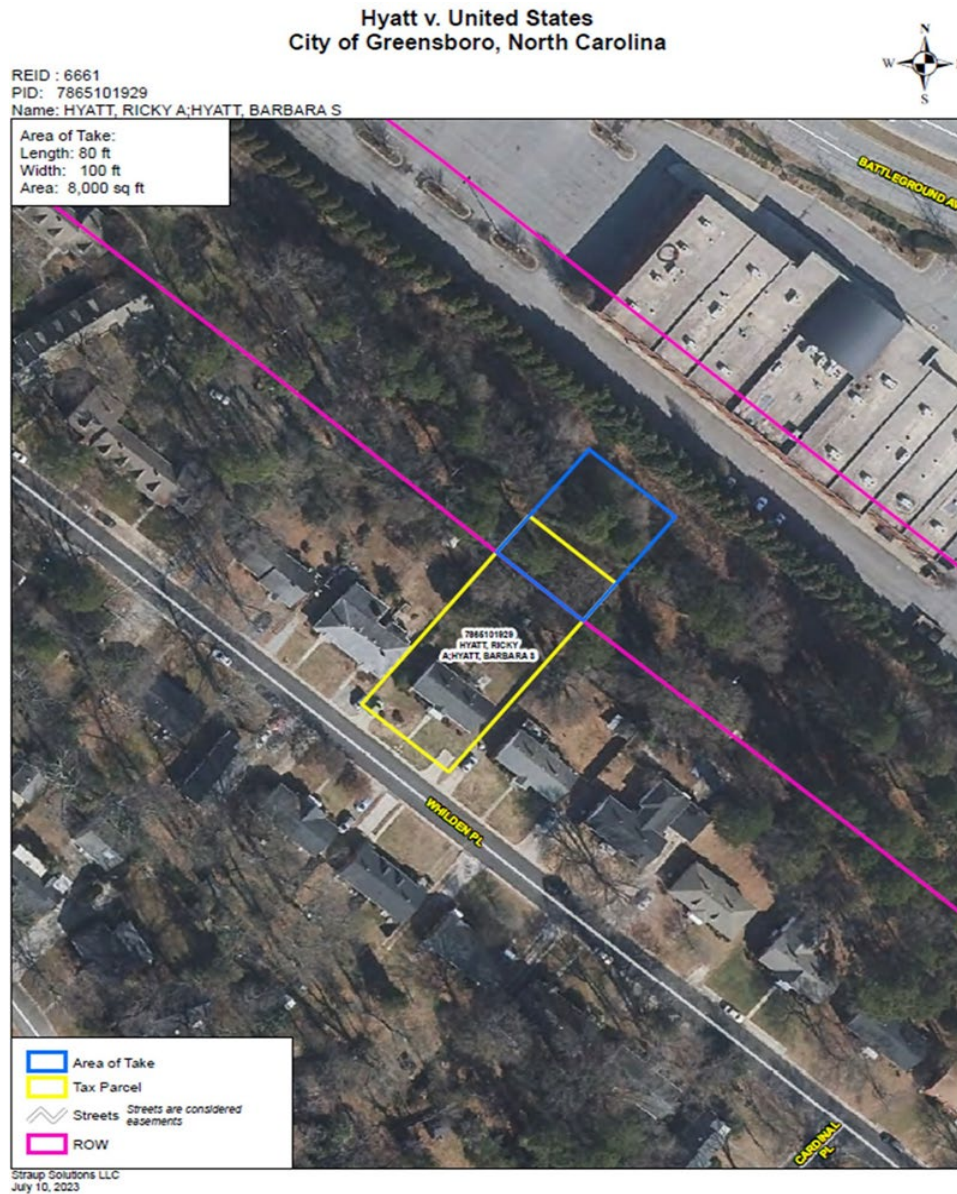 Hyatt v. United States
City of Greensboro, North Carolina
N
W
S
REID : 6661
PID: 7865101929
Name: HYATT, RICKY A;HYATT, BARBARA S
Area of Take:
Length: 80 ft
Width: 100 ft
Area: 8,000 sq ft
BATTLEGROUND AV
7865101929
HYATT, RICKY
A;HYATT, BARBARA S
WHILDEN PL
CARDINAL
PL
Area of Take
Tax Parcel
Streets Streets are considered
easements
ROW
Straup Solutions LLC
July 10, 2023